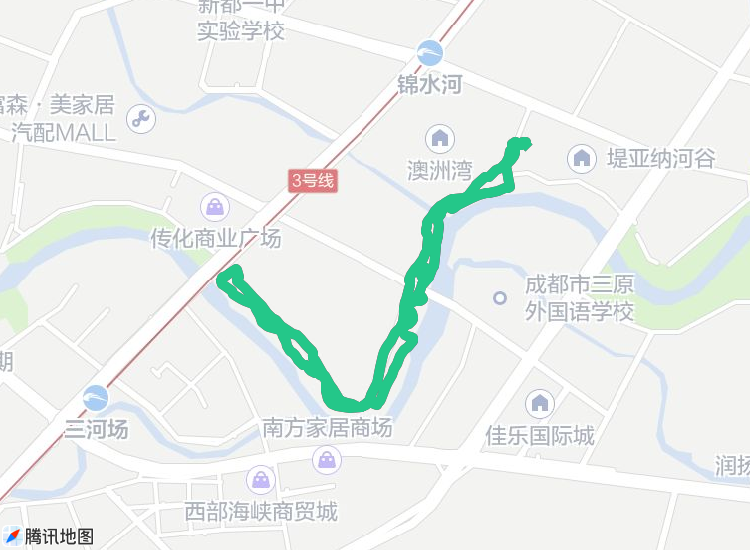 新都一中
实验学校
锦水河
富森·美家居
汽配MALL
澳洲湾
堤亚纳河谷
3号线
传化商业广场
成都市三原
外国语学校
期
三河场
南方家居商场
佳乐国际城
润扬
西部海峡商贸城
腾讯地图